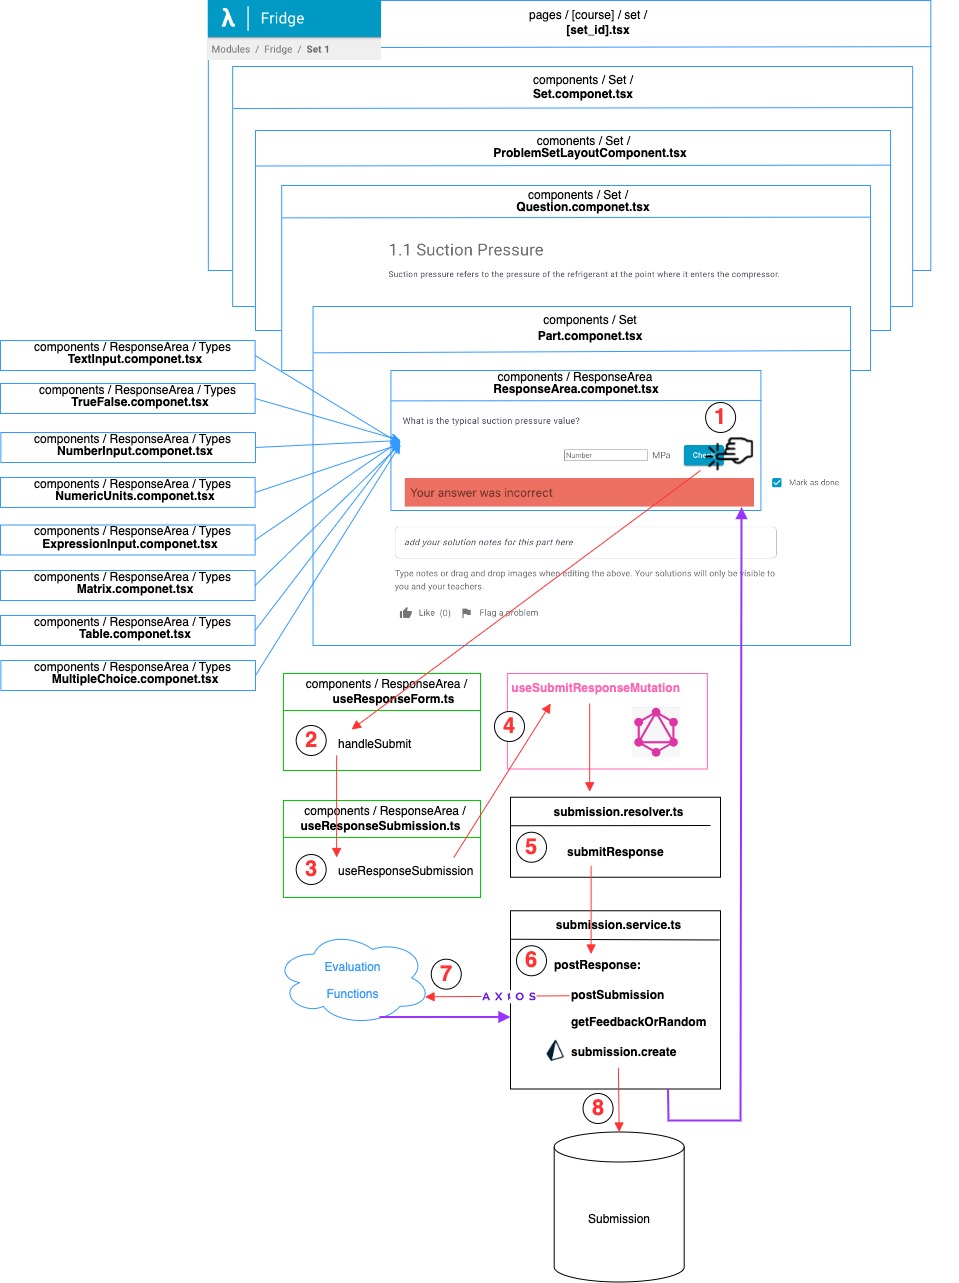 λ Fridge
Modules / Fridge / Set 1
pages / [course] / set /
[set_id].tsx
components / Set /
Set.componet.tsx
comonents / Set /
ProblemSetLayoutComponent.tsx
components / Set /
Question.componet.tsx
1.1 Suction Pressure
Suction pressure refers to the pressure of the refrigerant at the point where it enters the compressor.
components / Set
Part.component.tsx
components / ResponseArea / Types
TextInput.componet.tsx
components / ResponseArea / Types
TrueFalse.componet.tsx
components / ResponseArea / Types
NumberInput.componet.tsx
components / ResponseArea / Types
NumericUnits.componet.tsx
components / ResponseArea / Types
ExpressionInput.componet.tsx
components / ResponseArea / Types
Matrix.componet.tsx
components / ResponseArea / Types
Table.componet.tsx
components / ResponseArea / Types
MultipleChoice.componet.tsx
components / ResponseArea
ResponseArea.componet.tsx
What is the typical suction pressure value?
1
Number MPa
Your answer was incorrect
Mark as done
add your solution notes for this part here
Type notes or drag and drop images when editing the above. Your solutions will only be visible to
you and your teachers.
Like (0) Flag a problem
components / ResponseArea /
useResponseForm.ts
2 handleSubmit
components / ResponseArea /
useResponseSubmission.ts
3 useResponseSubmission
useSubmitResponseMutation
4
submission.resolver.ts
5 submitResponse
submission.service.ts
6 postResponse:
postSubmission
getFeedbackOrRandom
submission.create
7
AXIOS
Evaluation
Functions
8
Submission